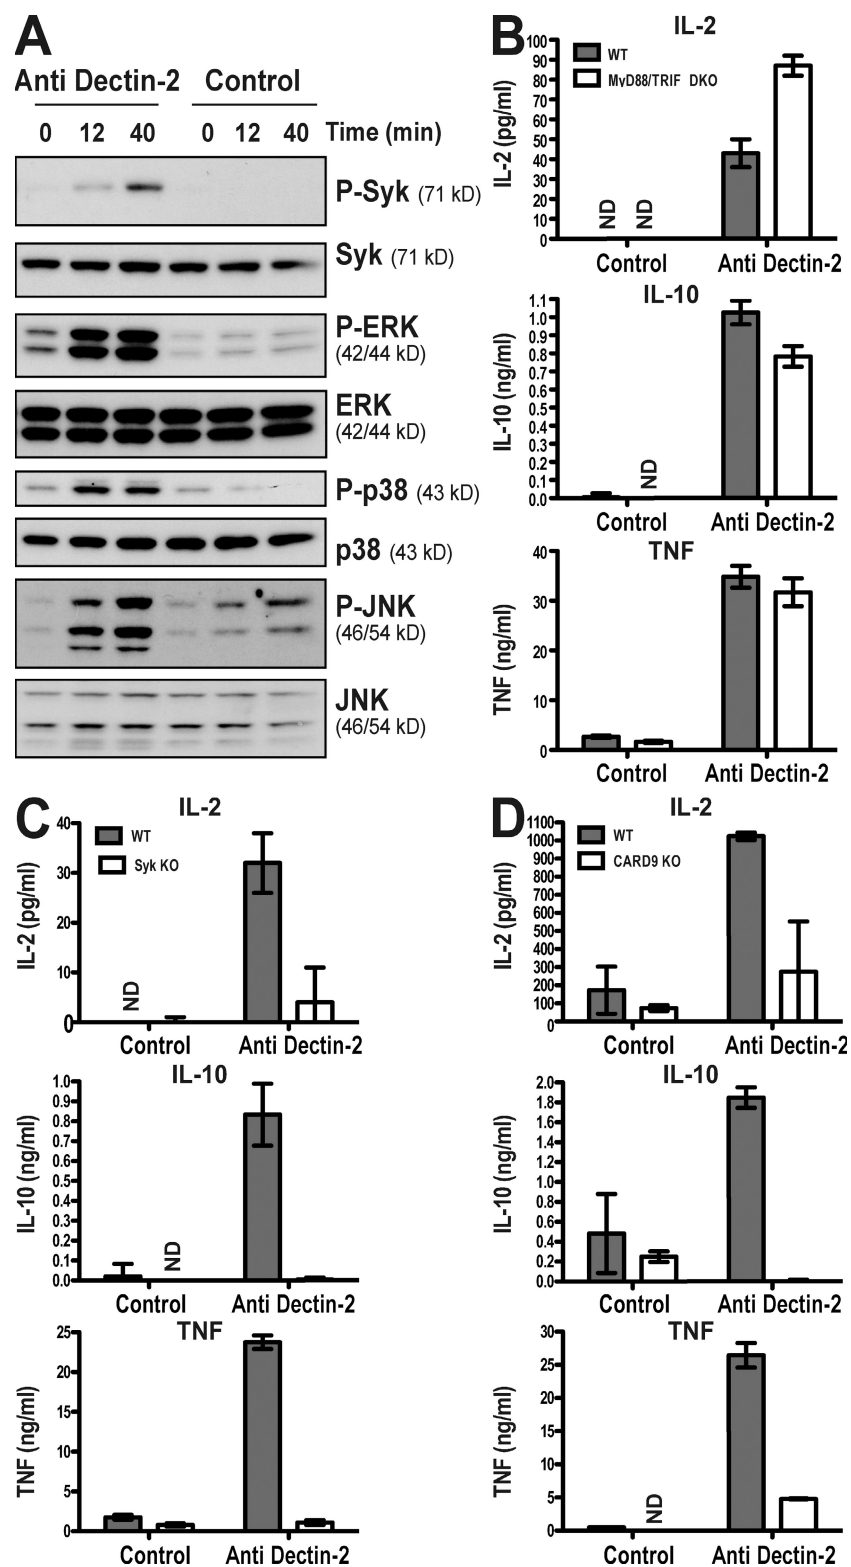 A
Anti Dectin-2 Control
0 12 40 0 12 40 Time (min)
P-Syk (71 kD)
Syk (71 kD)
P-ERK
(42/44 kD)
ERK
(42/44 kD)
P-p38 (43 kD)
p38 (43 kD)
P-JNK
(46/54 kD)
JNK
(46/54 kD)
B
IL-2
WT
MyD88/TRIF DKO
IL-2 (pg/ml)
100
90
80
70
60
50
40
30
20
10
0
ND ND
Control Anti Dectin-2
IL-10
IL-10 (ng/ml)
1.1
1.0
0.9
0.8
0.7
0.6
0.5
0.4
0.3
0.2
0.1
0.0
ND
Control Anti Dectin-2
TNF
TNF (ng/ml)
40
30
20
10
0
Control Anti Dectin-2
C
IL-2
WT
Syk KO
IL-2 (pg/ml)
40
30
20
10
0
ND
Control Anti Dectin-2
IL-10
IL-10 (ng/ml)
1.0
0.9
0.8
0.7
0.6
0.5
0.4
0.3
0.2
0.1
0.0
ND
Control Anti Dectin-2
TNF
TNF (ng/ml)
25
20
15
10
5
0
Control Anti Dectin-2
D
IL-2
WT
CARD9 KO
IL-2 (pg/ml)
1100
1000
900
800
700
600
500
400
300
200
100
0
Control Anti Dectin-2
IL-10
IL-10 (ng/ml)
2.0
1.8
1.6
1.4
1.2
1.0
0.8
0.6
0.4
0.2
0.0
Control Anti Dectin-2
TNF
TNF (ng/ml)
30
25
20
15
10
5
0
ND
Control Anti Dectin-2